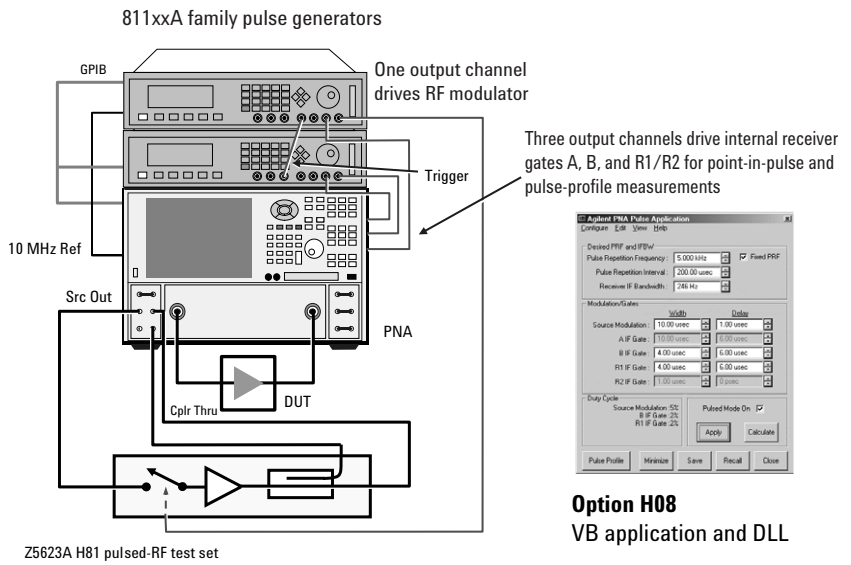 811xxA family pulse generators
GPIB
One output channel
drives RF modulator
Trigger
Three output channels drive internal receiver
gates A, B, and R1/R2 for point-in-pulse and
pulse-profile measurements
10 MHz Ref
Src Out
PNA
DUT
Cplr Thru
Z5623A H81 pulsed-RF test set
Agilent PNA Pulse Application
Configure Edit View Help
Desired PRF and IFBW
Pulse Repetition Frequency : 5.000 kHz Fixed PRF
Pulse Repetition Interval : 200.00 usec
Receiver IF Bandwidth : 246 Hz
Modulation/Gates
Width Delay
Source Modulation : 10.00 usec 1.00 usec
A IF Gate : 10.00 usec 6.00 usec
B IF Gate : 4.00 usec 6.00 usec
R1 IF Gate : 4.00 usec 6.00 usec
R2 IF Gate : 1.00 usec 0 psec
Duty Cycle
Source Modulation :5% Pulsed Mode On
B IF Gate :2%
R1 IF Gate :2%
Apply Calculate
Pulse Profile Minimize Save Recall Close
Option H08
VB application and DLL